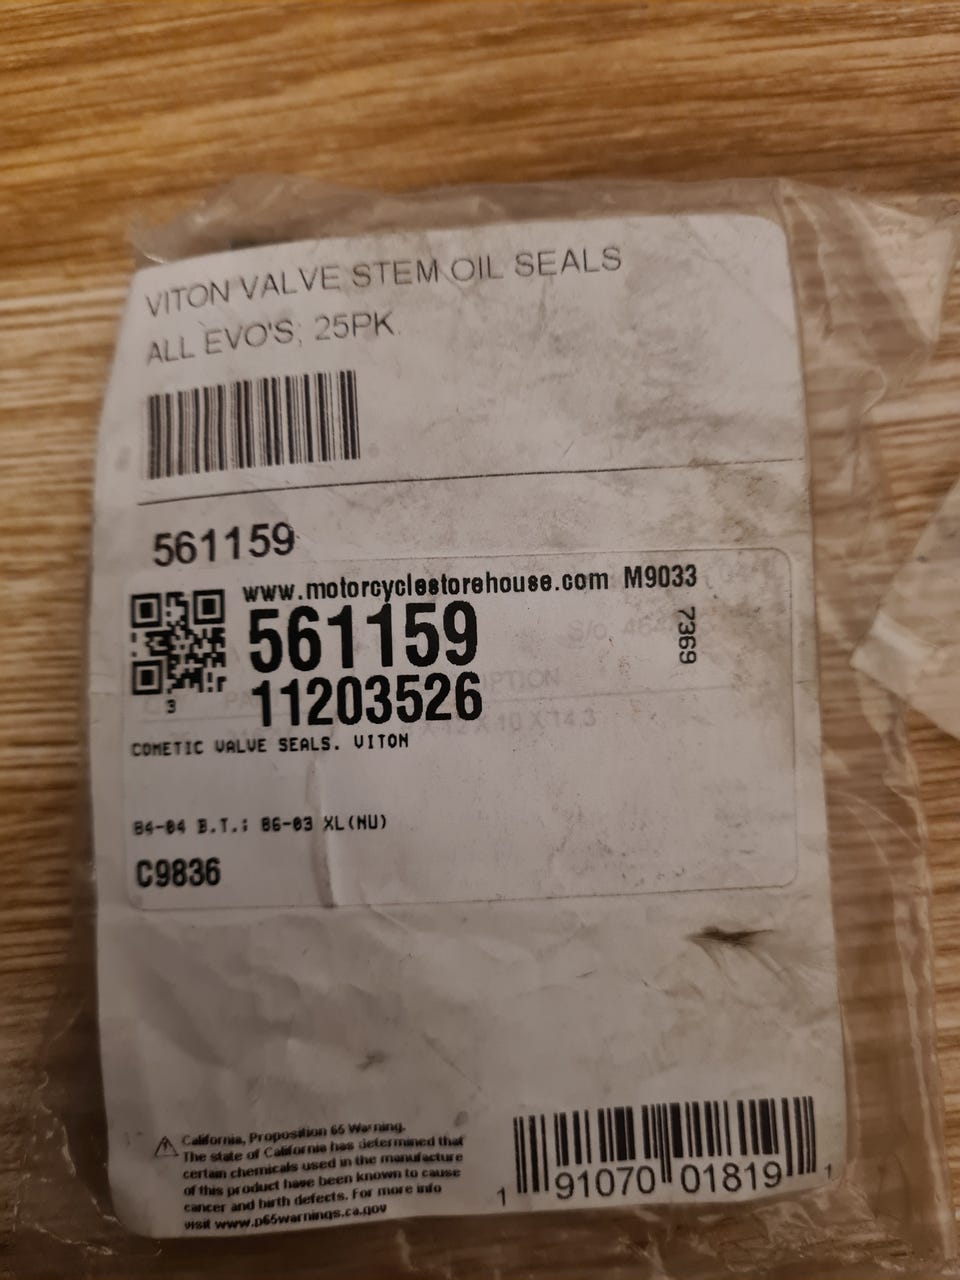 VITON VALVE STEM OIL SEALS
ALL EVO'S, 25PK
561159
www.motorcyclestorehouse.com M9033
561159
7369
11203526
3
COMETIC VALVE SEALS. VITON
84-04 B.T.; 86-03 XL(NU)
C9836
California, Proposition 65 Warning.
The state of California has determined that
certain chemicals used in the manufacture
of this product have been known to cause
cancer and birth defects. For more info
visit www.p65warnings.ca.gov
1 91070 01819 1